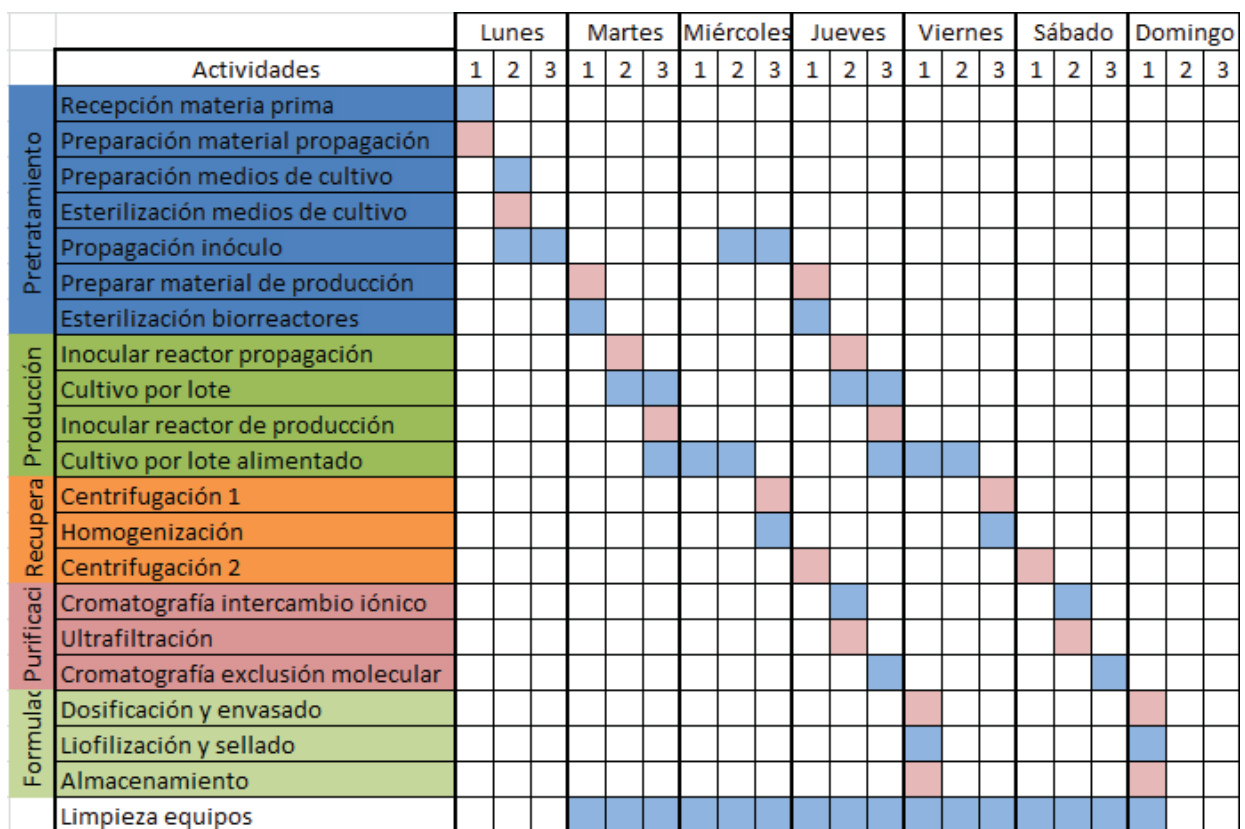 Lunes Martes Miércoles Jueves Viernes Sábado Domingo
Actividades 1 2 3 1 2 3 1 2 3 1 2 3 1 2 3 1 2 3 1 2 3
Pretratamiento
Recepción materia prima
Preparación material propagación
Preparación medios de cultivo
Esterilización medios de cultivo
Propagación inóculo
Preparar material de producción
Esterilización biorreactores
Producción
Inocular reactor propagación
Cultivo por lote
Inocular reactor de producción
Cultivo por lote alimentado
Recupera
Centrifugación 1
Homogenización
Centrifugación 2
Purificaci
Cromatografía intercambio iónico
Ultrafiltración
Cromatografía exclusión molecular
Formulac
Dosificación y envasado
Liofilización y sellado
Almacenamiento
Limpieza equipos